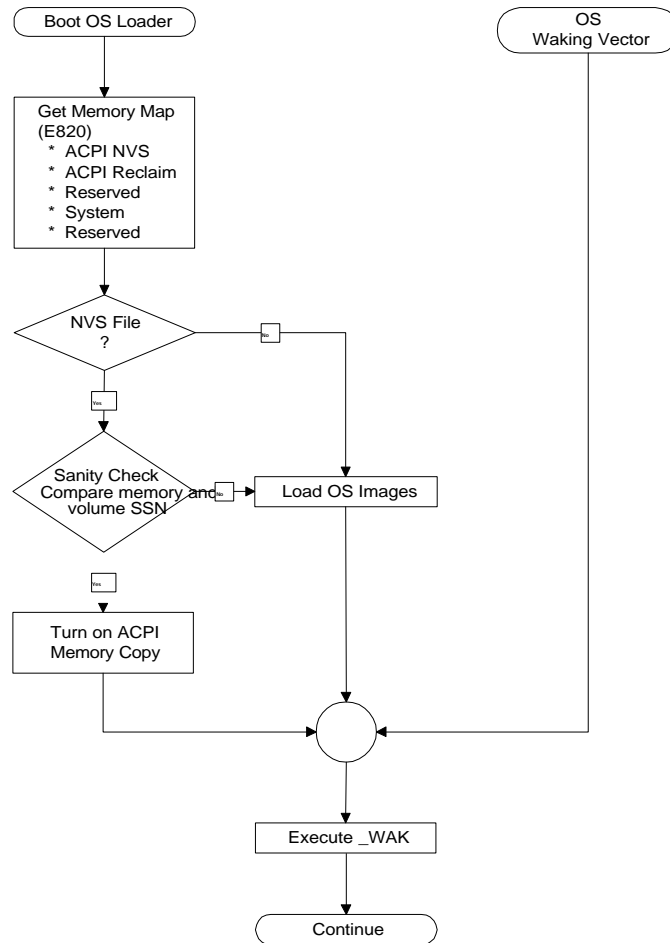 Boot OS Loader
OS
Waking Vector
Get Memory Map
(E820)
* ACPI NVS
* ACPI Reclaim
* Reserved
* System
* Reserved
NVS File
?
No
Yes
Sanity Check
Compare memory and
volume SSN
No
Load OS Images
Yes
Turn on ACPI
Memory Copy
Execute _WAK
Continue